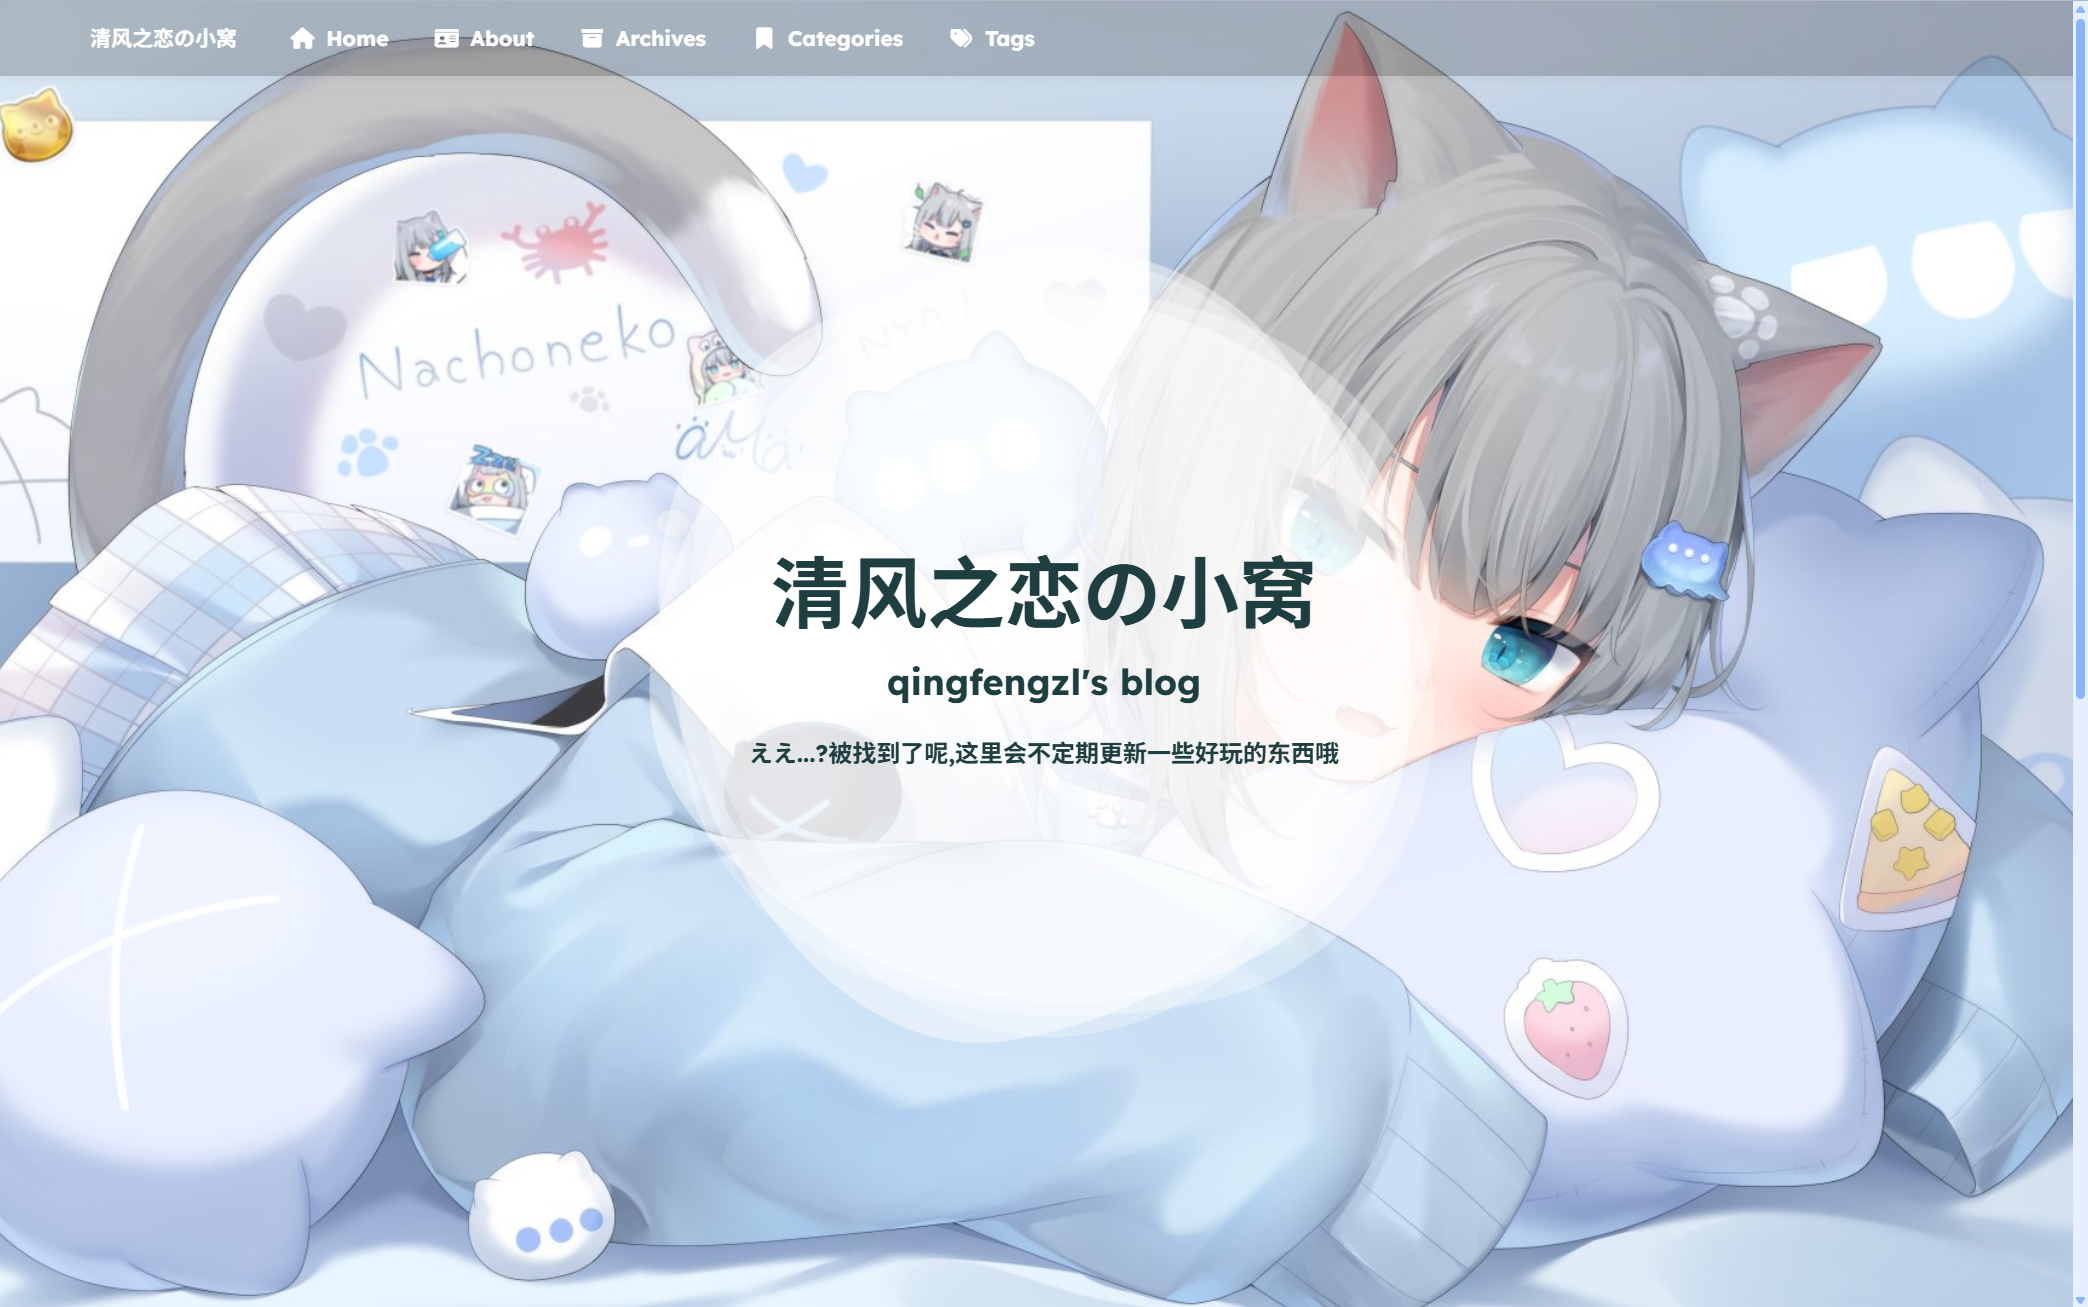 清风之恋の小窝 Home About Archives Categories Tags
Nachoneko
NYA !
Zzz
清风之恋の小窝
qingfengzl's blog
ええ...?被找到了呢,这里会不定期更新一些好玩的东西哦